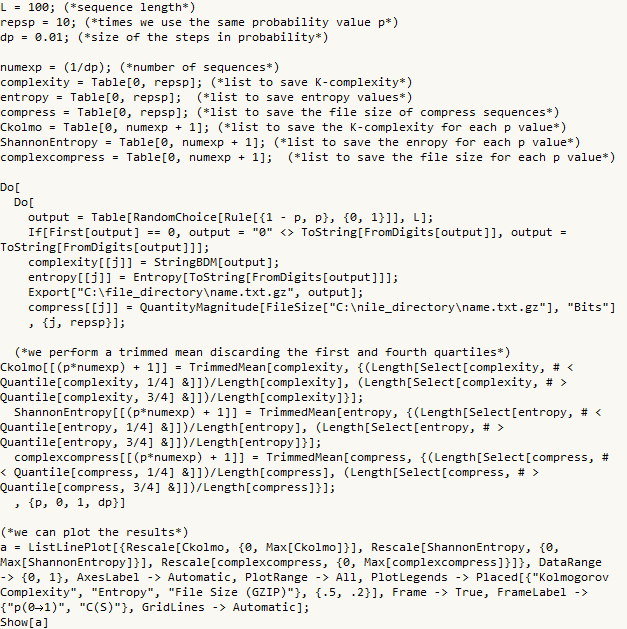 L = 100; (*sequence length*)
repsp = 10; (*times we use the same probability value p*)
dp = 0.01; (*size of the steps in probability*)
numexp = (1/dp); (*number of sequences*)
complexity = Table[0, repsp]; (*list to save K-complexity*)
entropy = Table[0, repsp];  (*list to save entropy values*)
compress = Table[0, repsp]; (*list to save the file size of compress sequences*)
Ckolmo = Table[0, numexp + 1]; (*list to save the K-complexity for each p value*)
ShannonEntropy = Table[0, numexp + 1]; (*list to save the enropy for each p value*)
complexcompress = Table[0, numexp + 1];  (*list to save the file size for each p value*)
Do[
  Do[
    output = Table[RandomChoice[Rule[{1 - p, p}, {0, 1}]], L];
    If[First[output] == 0, output = "0" <> ToString[FromDigits[output]], output =
ToString[FromDigits[output]]];
    complexity[[j]] = StringBDM[output];
    entropy[[j]] = Entropy[ToString[FromDigits[output]]];
    Export["C:\file_directory\name.txt.gz", output];
    compress[[j]] = QuantityMagnitude[FileSize["C:\nile_directory\name.txt.gz"], "Bits"]
    , {j, repsp}];
  (*we perform a trimmed mean discarding the first and fourth quartiles*)
Ckolmo[[(p*numexp) + 1]] = TrimmedMean[complexity, {(Length[Select[complexity, # <
Quantile[complexity, 1/4] &]])/Length[complexity], (Length[Select[complexity, # >
Quantile[complexity, 3/4] &]])/Length[complexity]}];
  ShannonEntropy[[(p*numexp) + 1]] = TrimmedMean[entropy, {(Length[Select[entropy, # <
Quantile[entropy, 1/4] &]])/Length[entropy], (Length[Select[entropy, # >
Quantile[entropy, 3/4] &]])/Length[entropy]}];
  complexcompress[[(p*numexp) + 1]] = TrimmedMean[compress, {(Length[Select[compress, #
< Quantile[compress, 1/4] &]])/Length[compress], (Length[Select[compress, # >
Quantile[compress, 3/4] &]])/Length[compress]}];
  , {p, 0, 1, dp}]
(*we can plot the results*)
a = ListLinePlot[{Rescale[Ckolmo, {0, Max[Ckolmo]}], Rescale[ShannonEntropy, {0,
Max[ShannonEntropy]}], Rescale[complexcompress, {0, Max[complexcompress]}]}, DataRange
-> {0, 1}, AxesLabel -> Automatic, PlotRange -> All, PlotLegends -> Placed[{"Kolmogorov
Complexity", "Entropy", "File Size (GZIP)"}, {.5, .2}], Frame -> True, FrameLabel ->
{"p(0→1)", "C(S)"}, GridLines -> Automatic];
Show[a]